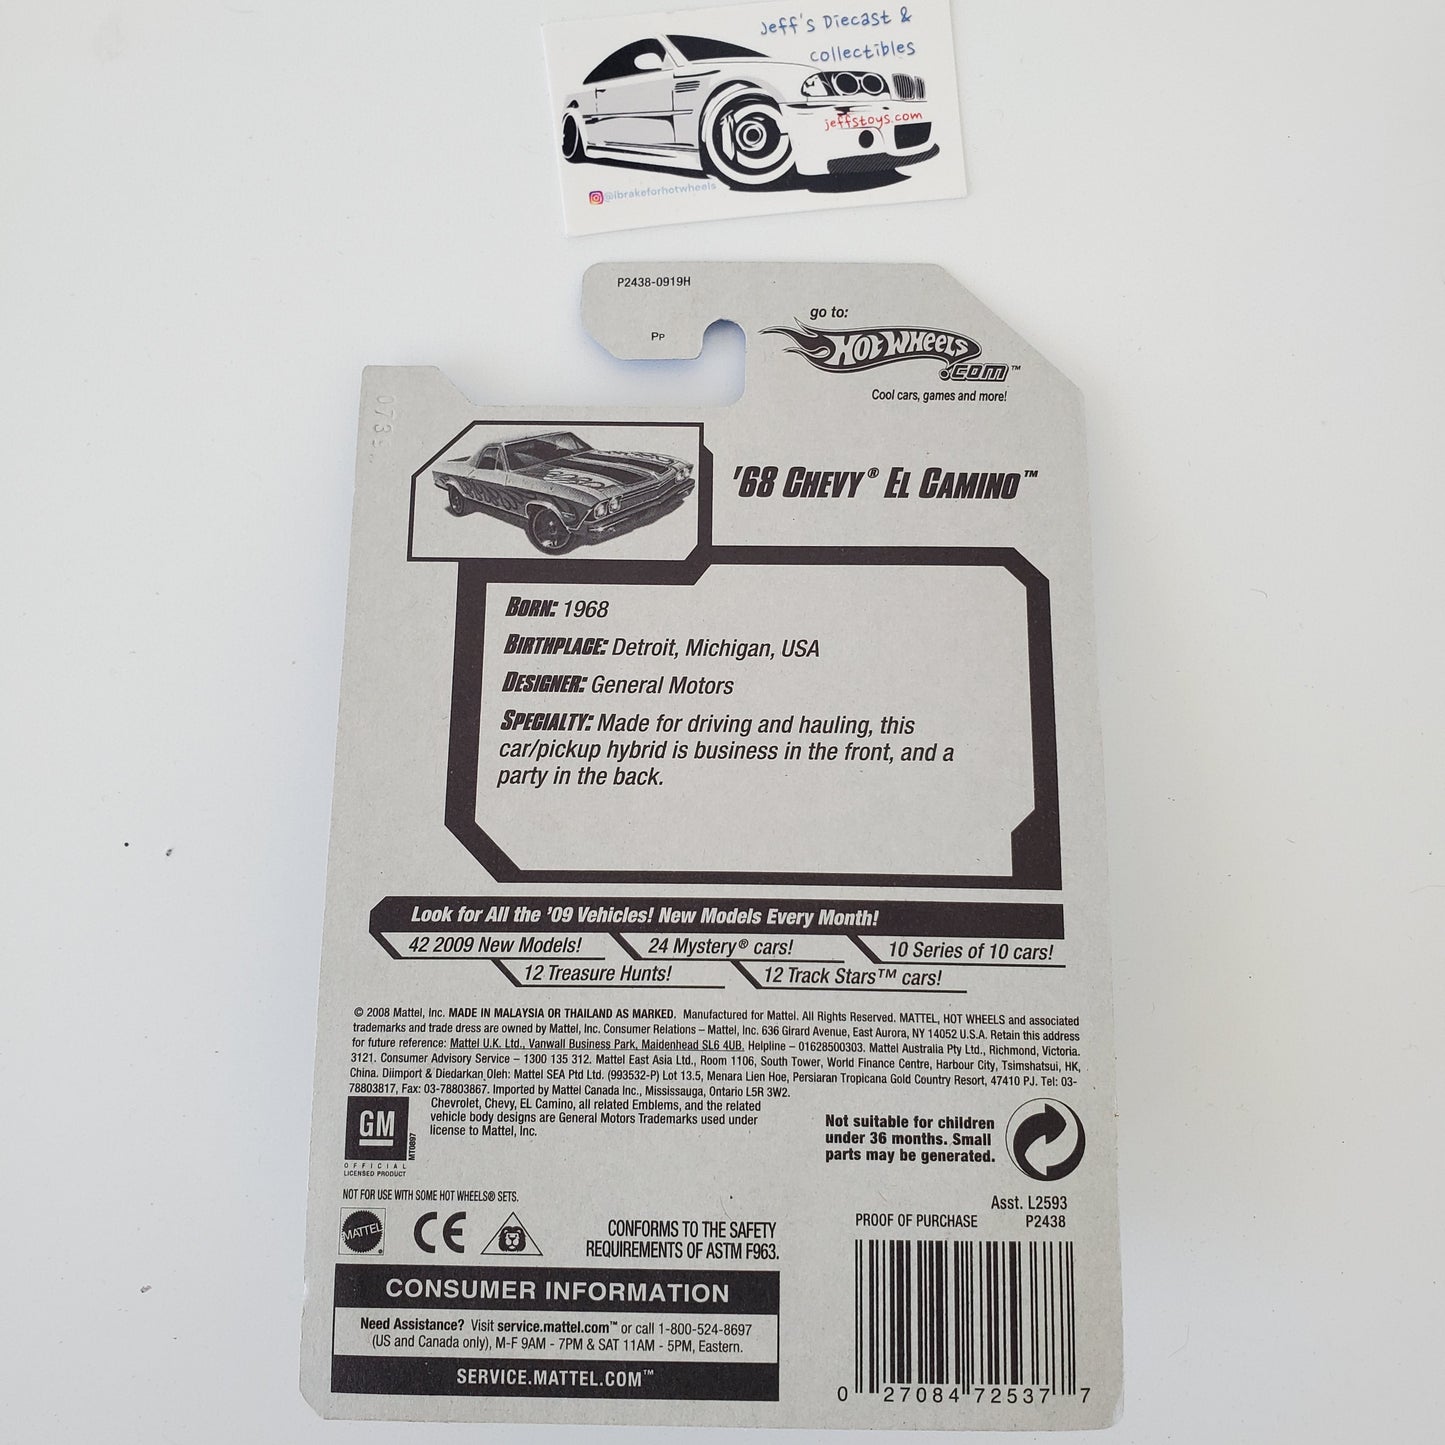 Jeff's Diecast &
collectibles
jeffstoys.com
@ibrakeforhotwheels
P2438-0919H
PP
go to:
HOT WHEELS
.COM™
Cool cars, games and more!
'68 CHEVY® EL CAMINO™
BORN: 1968
BIRTHPLACE: Detroit, Michigan, USA
DESIGNER: General Motors
SPECIALTY: Made for driving and hauling, this
car/pickup hybrid is business in the front, and a
party in the back.
Look for All the '09 Vehicles! New Models Every Month!
42 2009 New Models! 24 Mystery® cars! 10 Series of 10 cars!
12 Treasure Hunts! 12 Track Stars™ cars!
© 2008 Mattel, Inc. MADE IN MALAYSIA OR THAILAND AS MARKED. Manufactured for Mattel. All Rights Reserved. MATTEL, HOT WHEELS and associated
trademarks and trade dress are owned by Mattel, Inc. Consumer Relations – Mattel, Inc. 636 Girard Avenue, East Aurora, NY 14052 U.S.A. Retain this address
for future reference: Mattel U.K. Ltd., Vanwall Business Park, Maidenhead SL6 4UB. Helpline – 01628500303. Mattel Australia Pty Ltd., Richmond, Victoria.
3121. Consumer Advisory Service – 1300 135 312. Mattel East Asia Ltd., Room 1106, South Tower, World Finance Centre, Harbour City, Tsimshatsui, HK,
China. Diimport & Diedarkan Oleh: Mattel SEA Ptd Ltd. (993532-P) Lot 13.5, Menara Lien Hoe, Persiaran Tropicana Gold Country Resort, 47410 PJ. Tel: 03-
78803817, Fax: 03-78803867. Imported by Mattel Canada Inc., Mississauga, Ontario L5R 3W2.
GM
MT0897
OFFICIAL
LICENSED PRODUCT
Chevrolet, Chevy, EL Camino, all related Emblems, and the related
vehicle body designs are General Motors Trademarks used under
license to Mattel, Inc.
Not suitable for children
under 36 months. Small
parts may be generated.
NOT FOR USE WITH SOME HOT WHEELS® SETS.
Asst. L2593
PROOF OF PURCHASE P2438
MATTEL
CE
CONFORMS TO THE SAFETY
REQUIREMENTS OF ASTM F963.
CONSUMER INFORMATION
Need Assistance? Visit service.mattel.com™ or call 1-800-524-8697
(US and Canada only), M-F 9AM - 7PM & SAT 11AM - 5PM, Eastern.
SERVICE.MATTEL.COM™
0 27084 72537 7